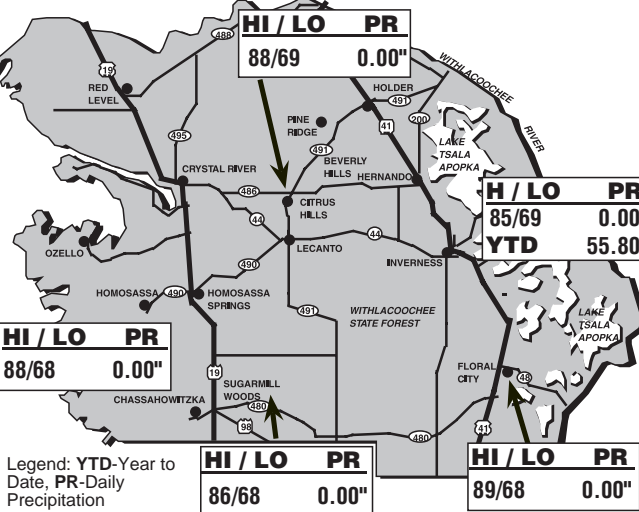 HI / LO PR
88/69 0.00"
488
19
RED
LEVEL
WITHLACOOCHEE
RIVER
HOLDER
491
200
PINE
RIDGE
41
495
491
LAKE
TSALA
APOPKA
BEVERLY
HILLS
HERNANDO
CRYSTAL RIVER
486
H / LO PR
85/69 0.00
YTD 55.80
CITRUS
HILLS
44
44
LECANTO
OZELLO
INVERNESS
490
HOMOSASSA
490
HOMOSASSA
SPRINGS
491
WITHLACOOCHEE
STATE FOREST
LAKE
TSALA
APOPKA
HI / LO PR
88/68 0.00"
19
FLORAL
CITY
48
SUGARMILL
WOODS
CHASSAHOWITZKA
480
98
480
41
HI / LO PR
86/68 0.00"
HI / LO PR
89/68 0.00"
Legend: YTD-Year to
Date, PR-Daily
Precipitation